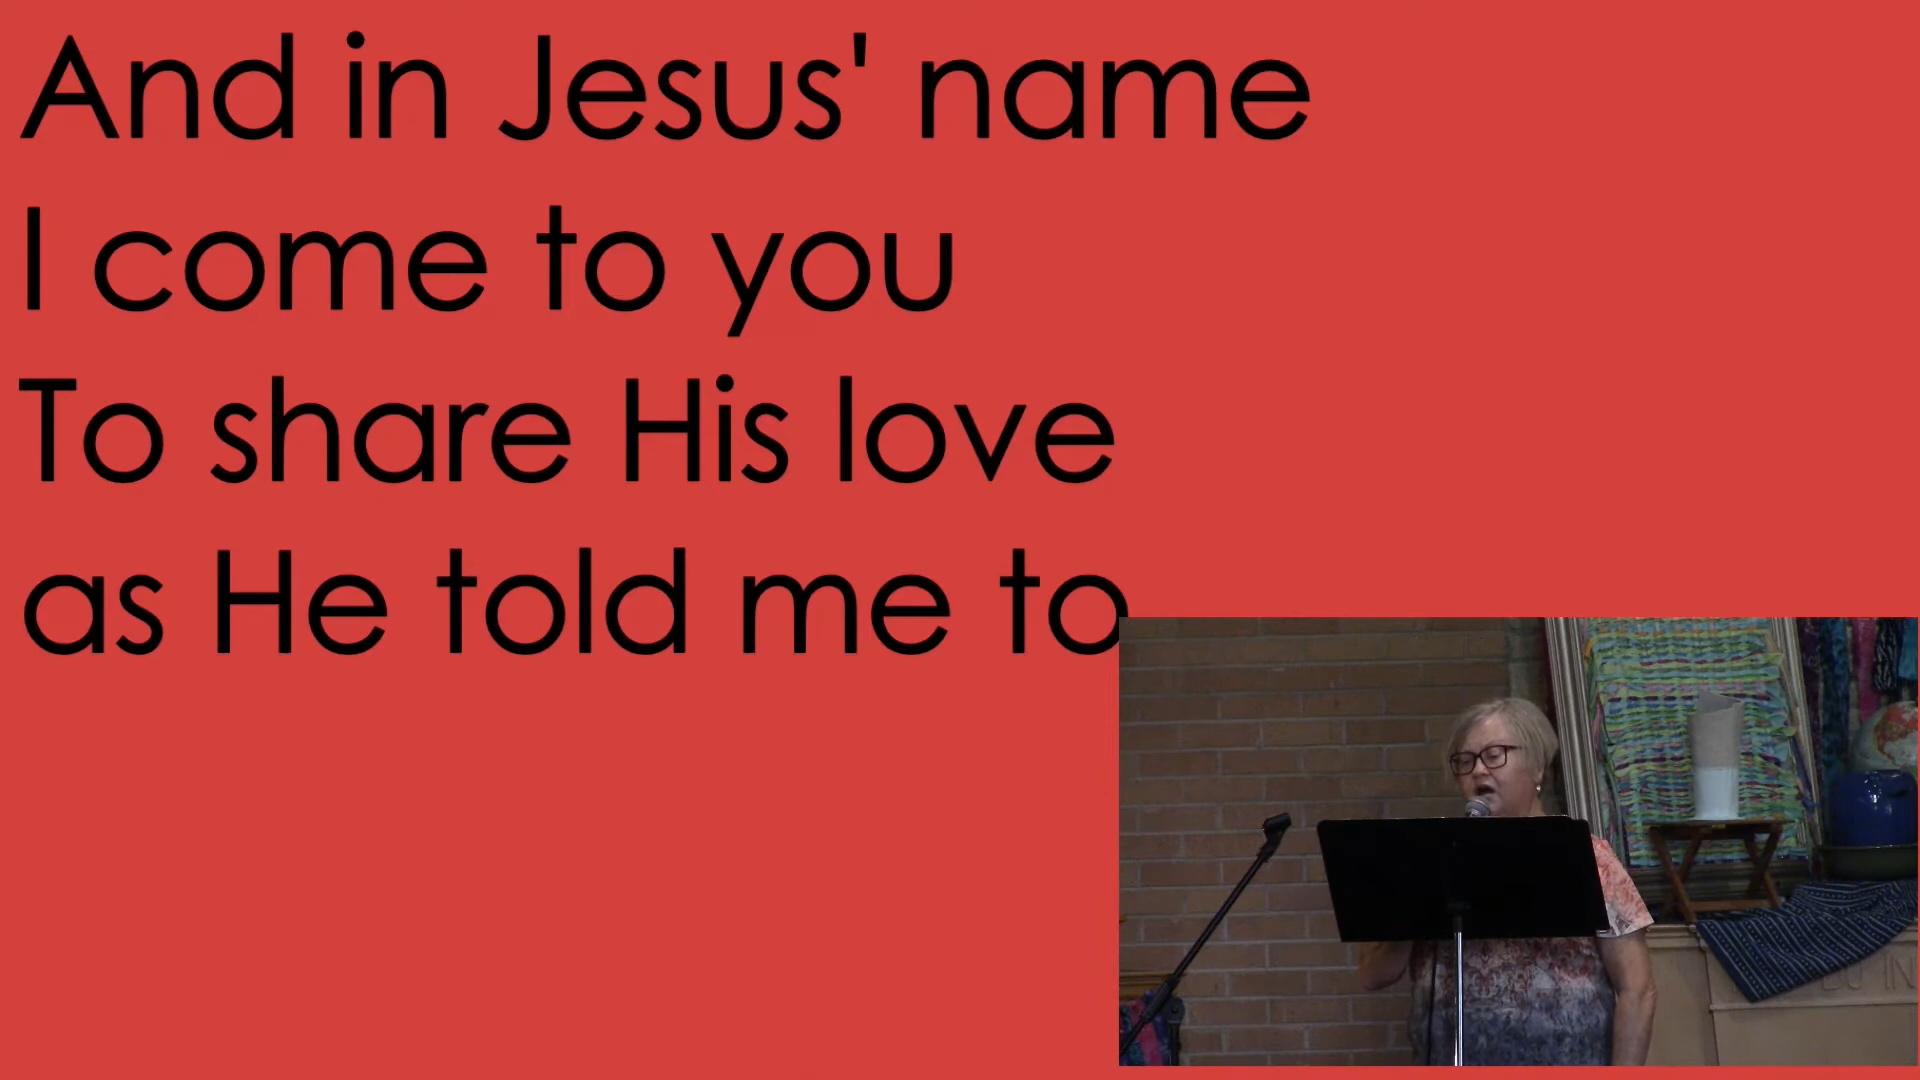 And in Jesus' name
I come to you
To share His love
as He told me to